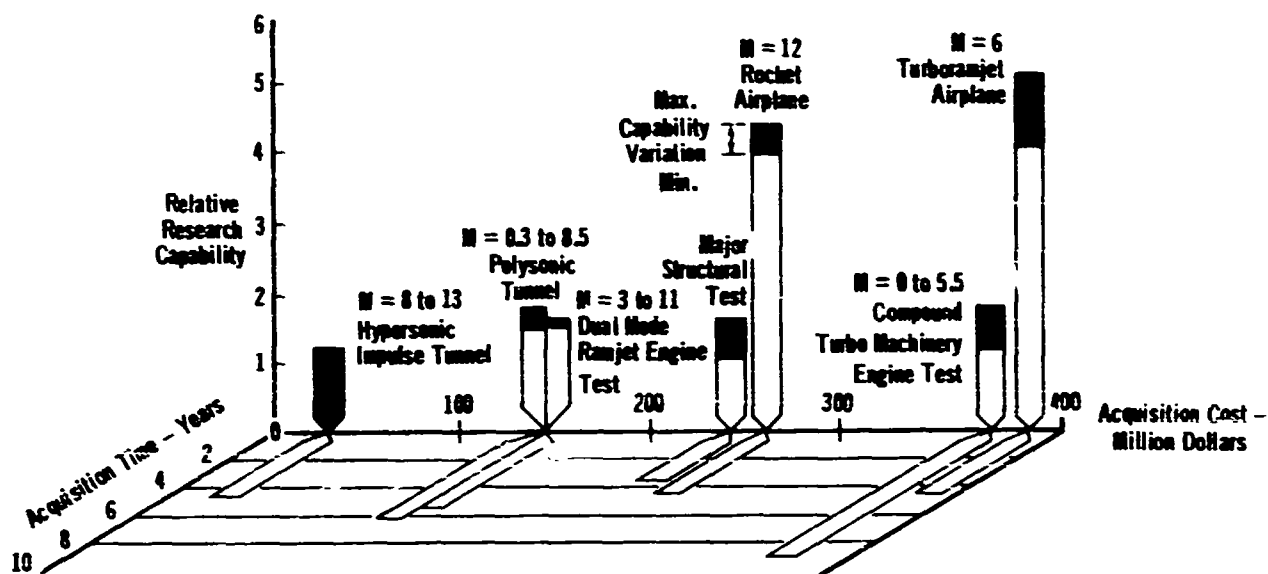 6
5
4
3
2
1
0
Relative
Research
Capability
M = 8 to 13
Hypersonic
Impulse Tunnel
M = 0.3 to 8.5
Polysonic
Tunnel
M = 3 to 11
Dual Mode
Ramjet Engine
Test
Max.
Capability
Variation
Min.
M = 12
Rocket
Airplane
Major
Structural
Test
M = 6
Turboramjet
Airplane
M = 0 to 5.5
Compound
Turbo Machinery
Engine Test
100
200
300
400
Acquisition Cost –
Million Dollars
Acquisition Time – Years
2
4
6
8
10